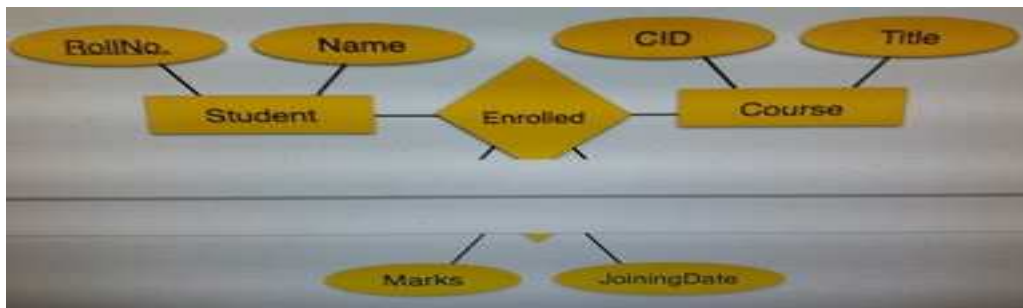 RollNo.
Name
CID
Title
Student
Enrolled
Course
Marks
JoiningDate